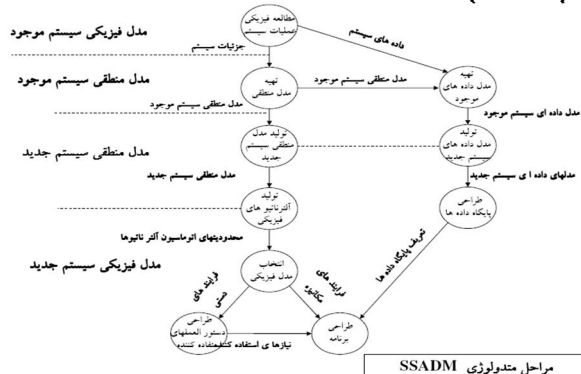 مدل فیزیکی سیستم موجود
مطالعه فیزیکی
عملیات سیستم
داده های سیستم
جزئیات سیستم
مدل منطقی سیستم موجود
تهیه
مدل منطقی
مدل منطقی سیستم موجود
تهیه
مدل داده های
موجود
مدل منطقی سیستم موجود
مدل داده ای سیستم موجود
مدل منطقی سیستم جدید
تولید مدل
منطقی سیستم
جدید
تولید
مدل داده های
سیستم جدید
مدل منطقی سیستم جدید
مدلهای داده ا ی سیستم جدید
تولید
آلترناتیو های
فیزیکی
طراحی
پایگاه داده ها
محدودیتهای اتوماسیون آلتر ناتیوها
مدل فیزیکی سیستم جدید
انتخاب
مدل فیزیکی
تعریف پایگاه داده ها
فرایند های
دستی
فرایند های
مکانیزه
طراحی
دستور العملهای
استفاده کننده
نیازها ی استفاده کننده
طراحی
برنامه
مراحل متدولوژی SSADM